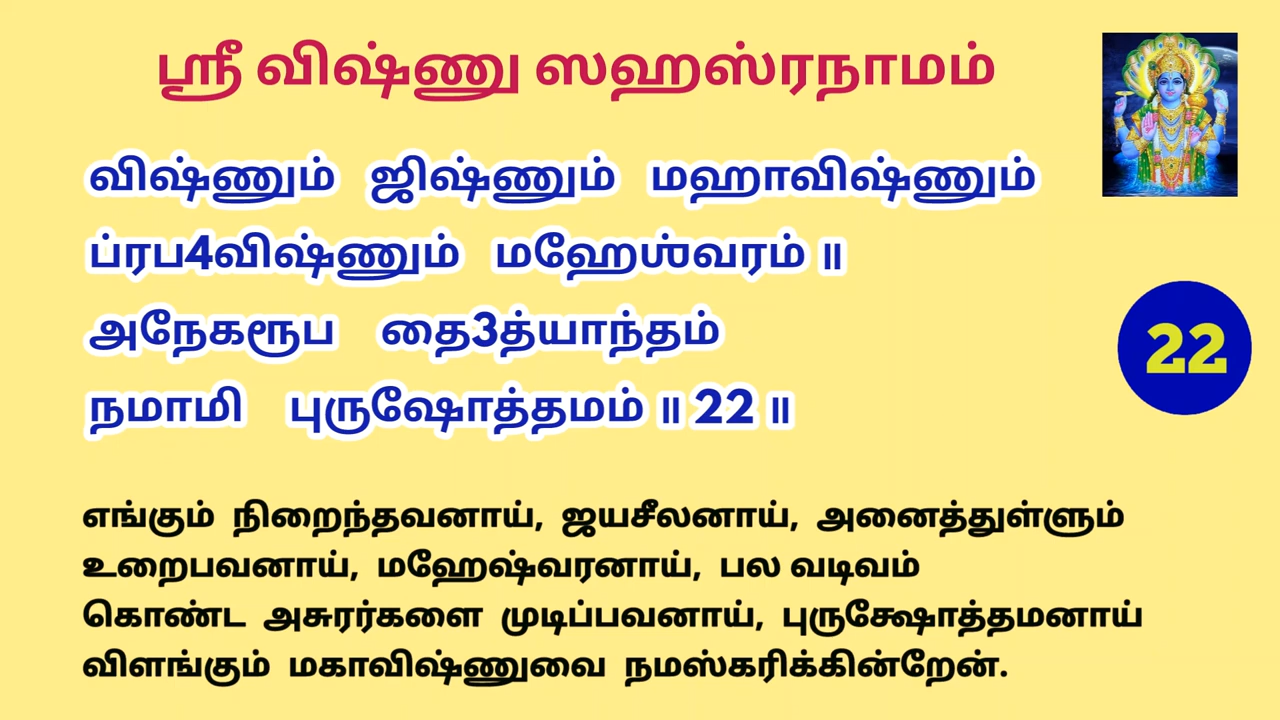 ஸ்ரீ விஷ்ணு ஸஹஸ்ரநாமம்
விஷ்ணும் ஜிஷ்ணும் மஹாவிஷ்ணும்
ப்ரப4விஷ்ணும் மஹேஶ்வரம் ॥
அநேகரூப தை3த்யாந்தம்
நமாமி புருஷோத்தமம் ॥ 22 ॥
22
எங்கும் நிறைந்தவனாய், ஜயசீலனாய், அனைத்துள்ளும்
உறைபவனாய், மஹேஷ்வரனாய், பல வடிவம்
கொண்ட அசுரர்களை முடிப்பவனாய், புருக்ஷோத்தமனாய்
விளங்கும் மகாவிஷ்ணுவை நமஸ்கரிக்கின்றேன்.